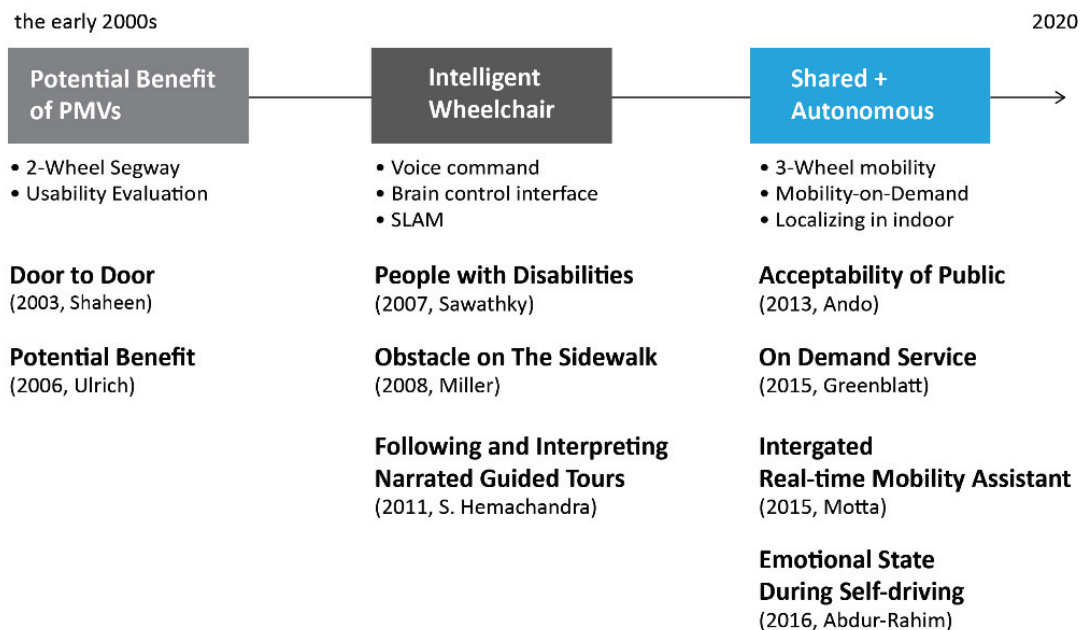 the early 2000s
2020
Potential Benefit
of PMVs
• 2-Wheel Segway
• Usability Evaluation
Door to Door
(2003, Shaheen)
Potential Benefit
(2006, Ulrich)
Intelligent
Wheelchair
• Voice command
• Brain control interface
• SLAM
People with Disabilities
(2007, Sawathky)
Obstacle on The Sidewalk
(2008, Miller)
Following and Interpreting
Narrated Guided Tours
(2011, S. Hemachandra)
Shared +
Autonomous
• 3-Wheel mobility
• Mobility-on-Demand
• Localizing in indoor
Acceptability of Public
(2013, Ando)
On Demand Service
(2015, Greenblatt)
Intergated
Real-time Mobility Assistant
(2015, Motta)
Emotional State
During Self-driving
(2016, Abdur-Rahim)